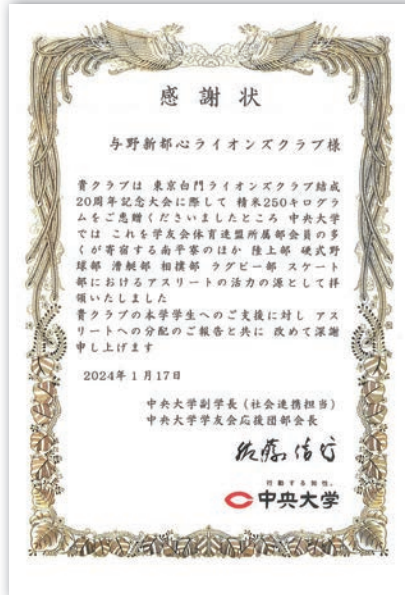 感謝状
与野新都心ライオンズクラブ様
貴クラブは 東京白門ライオンズクラブ結成
20周年記念大会に際して 精米250キログラ
ムをご恵贈くださいましたところ 中央大学
では これを学友会体育連盟所属部会員の多
くが寄宿する南平寮のほか 陸上部 硬式野
球部 漕艇部 相撲部 ラグビー部 スケート
部におけるアスリートの活力の源として拝
領いたしました
貴クラブの本学学生へのご支援に対し アス
リートへの分配のご報告と共に 改めて深謝
申し上げます
2024年1月17日
中央大学副学長(社会連携担当)
中央大学学友会応援団部会長
佐藤信行
行動する知性。
中央大学